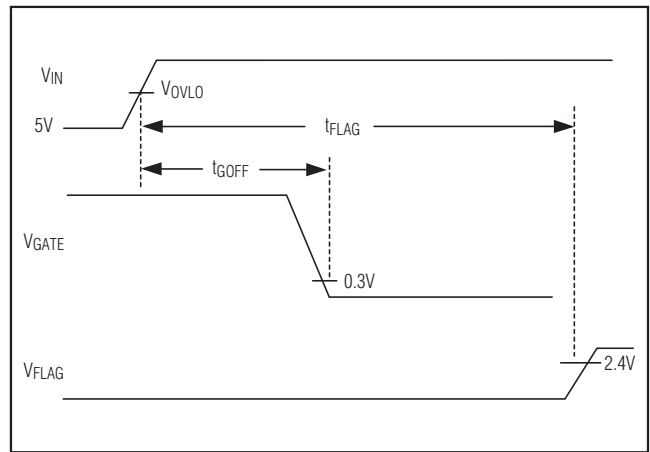 VIN
VOVLO
5V
tFLAG
tGOFF
VGATE
0.3V
VFLAG
2.4V